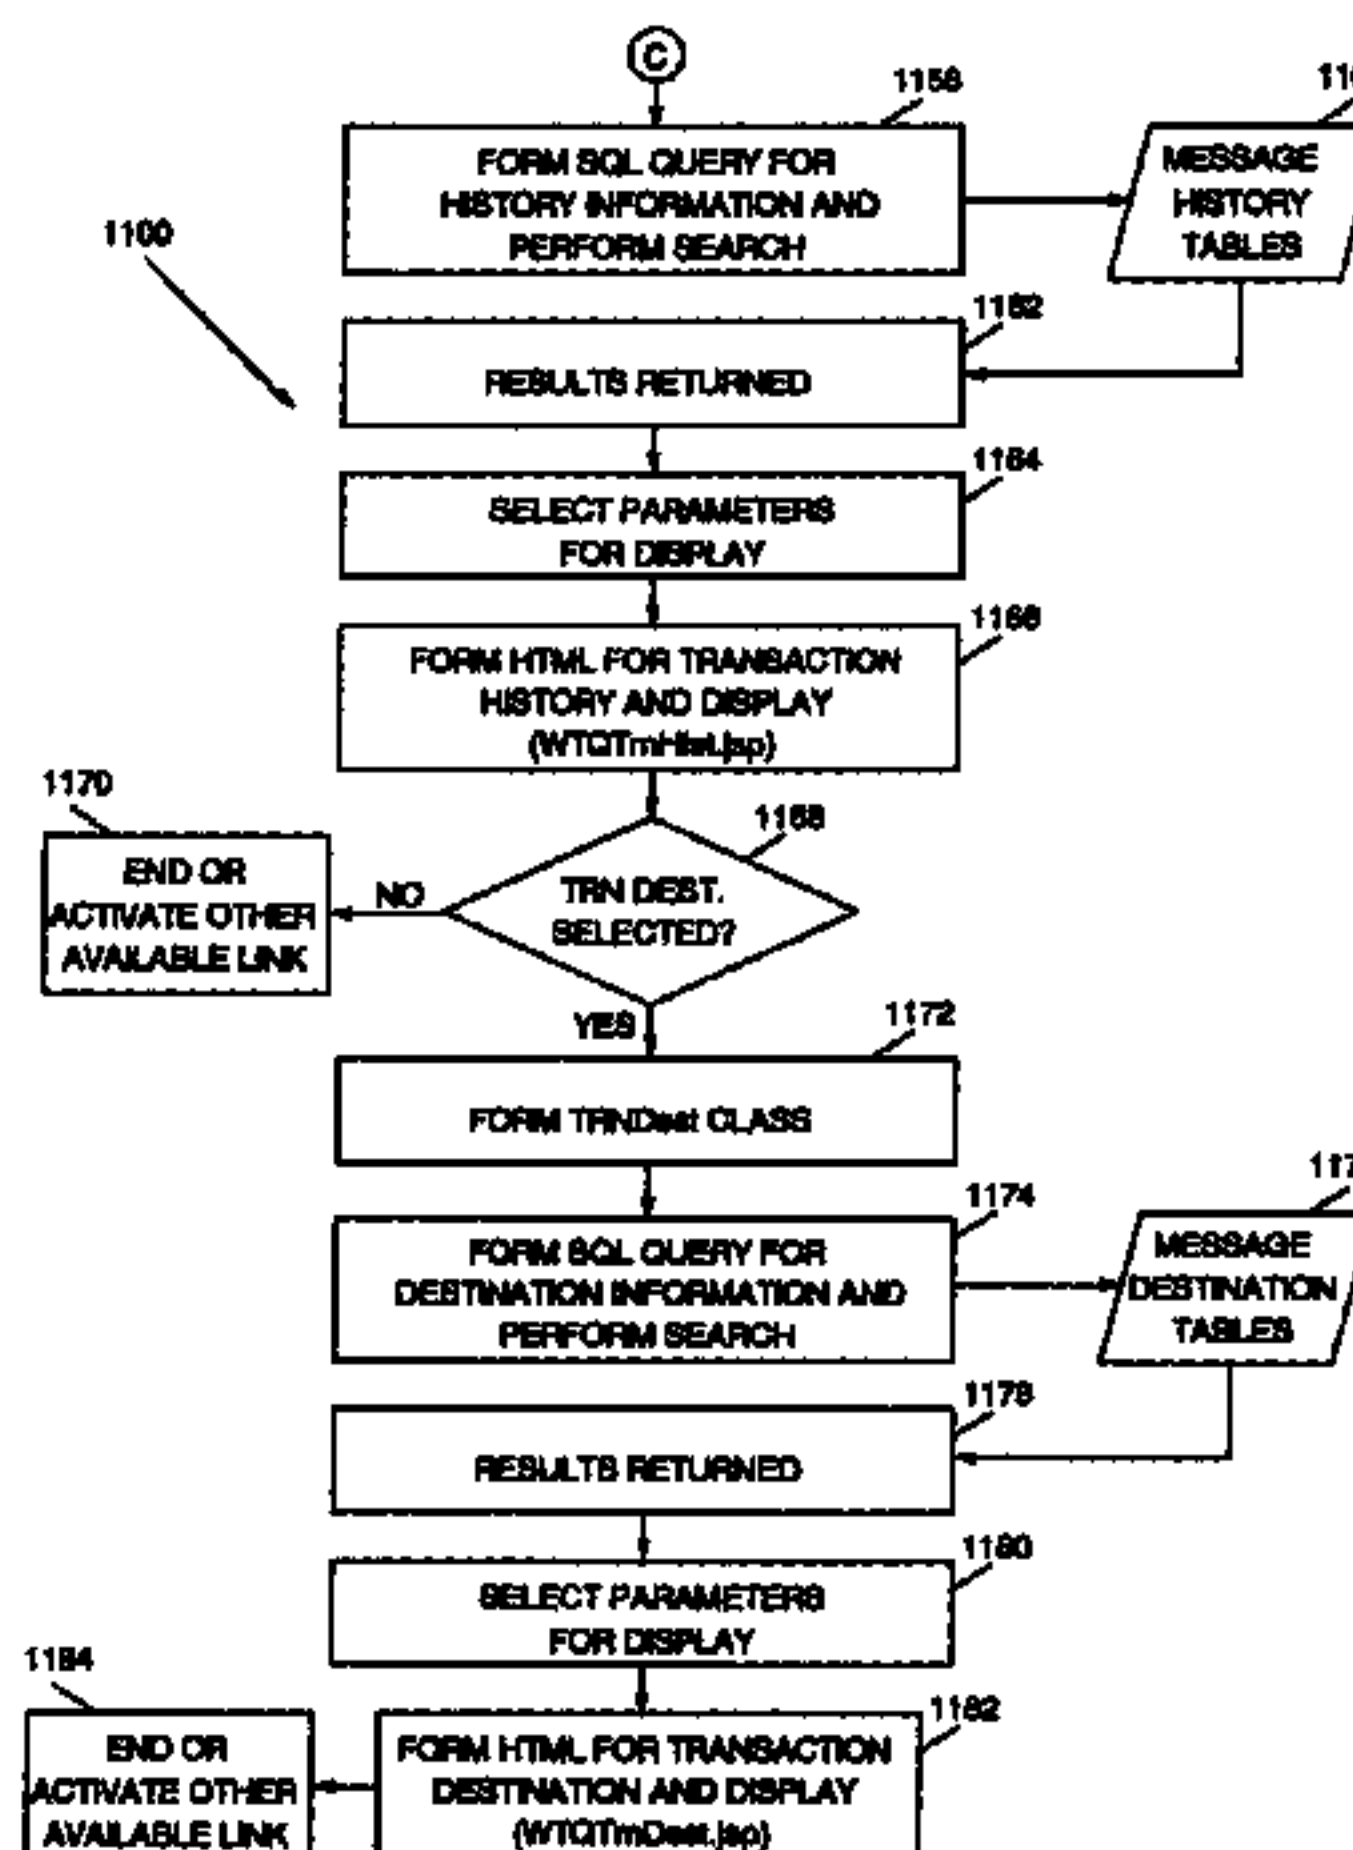 C
1158
FORM SQL QUERY FOR
HISTORY INFORMATION AND
PERFORM SEARCH
MESSAGE
HISTORY
TABLES
1100
1162
RESULTS RETURNED
1164
SELECT PARAMETERS
FOR DISPLAY
1166
FORM HTML FOR TRANSACTION
HISTORY AND DISPLAY
(WTQTrnHist.jsp)
1170
END OR
ACTIVATE OTHER
AVAILABLE LINK
NO
1168
TRN DEST.
SELECTED?
YES
1172
FORM TRNDest CLASS
1174
FORM SQL QUERY FOR
DESTINATION INFORMATION AND
PERFORM SEARCH
MESSAGE
DESTINATION
TABLES
1178
RESULTS RETURNED
1180
SELECT PARAMETERS
FOR DISPLAY
1184
END OR
ACTIVATE OTHER
AVAILABLE LINK
1182
FORM HTML FOR TRANSACTION
DESTINATION AND DISPLAY
(WTQTrnDest.jsp)